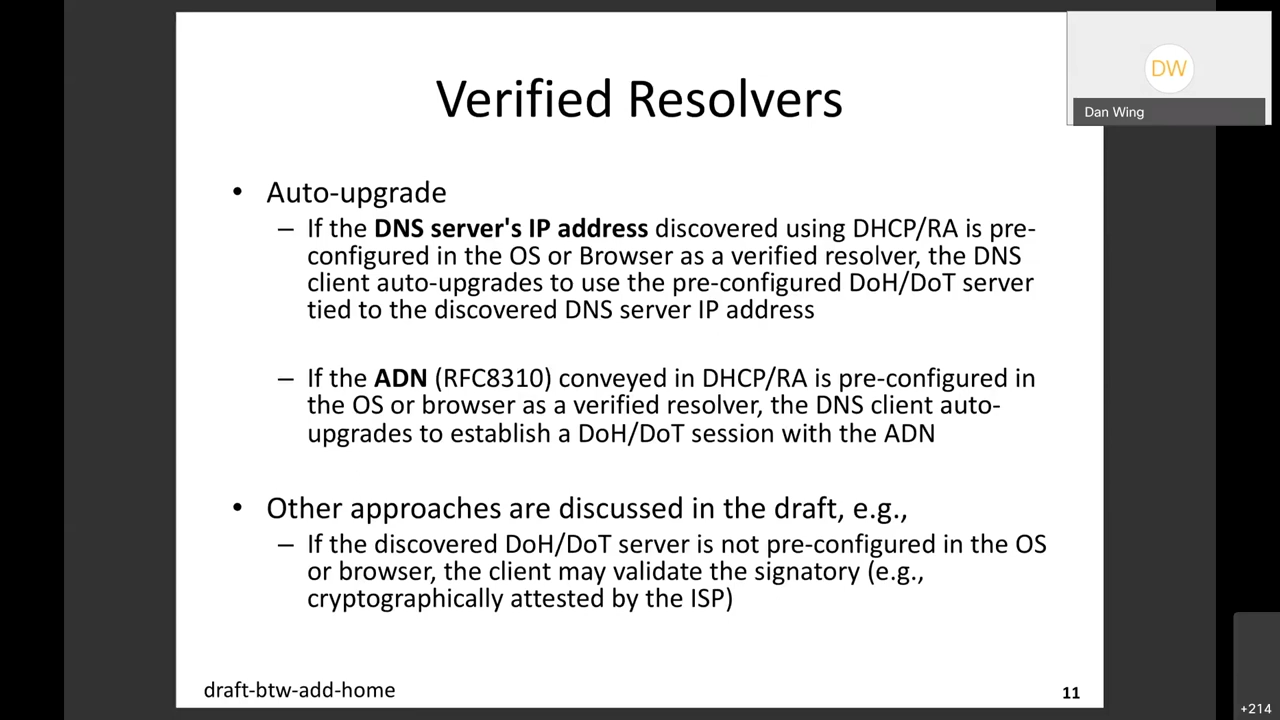 Verified Resolvers
• Auto-upgrade
– If the DNS server's IP address discovered using DHCP/RA is pre-
configured in the OS or Browser as a verified resolver, the DNS
client auto-upgrades to use the pre-configured DoH/DoT server
tied to the discovered DNS server IP address
– If the ADN (RFC8310) conveyed in DHCP/RA is pre-configured in
the OS or browser as a verified resolver, the DNS client auto-
upgrades to establish a DoH/DoT session with the ADN
• Other approaches are discussed in the draft, e.g.,
– If the discovered DoH/DoT server is not pre-configured in the OS
or browser, the client may validate the signatory (e.g.,
cryptographically attested by the ISP)
draft-btw-add-home
11
DW
Dan Wing
+214